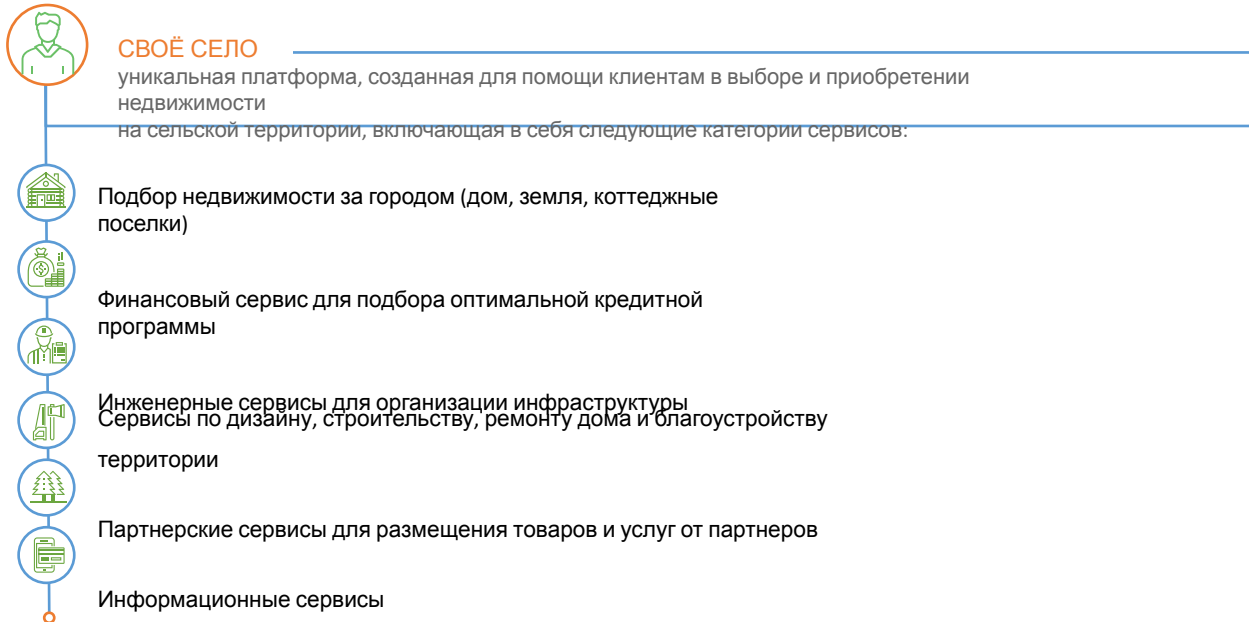 СВОЁ СЕЛО
уникальная платформа, созданная для помощи клиентам в выборе и приобретении
недвижимости
на сельской территории, включающая в себя следующие категории сервисов:
Подбор недвижимости за городом (дом, земля, коттеджные
поселки)
Финансовый сервис для подбора оптимальной кредитной
программы
Инженерные сервисы для организации инфраструктуры
Сервисы по дизайну, строительству, ремонту дома и благоустройству
территории
Партнерские сервисы для размещения товаров и услуг от партнеров
Информационные сервисы